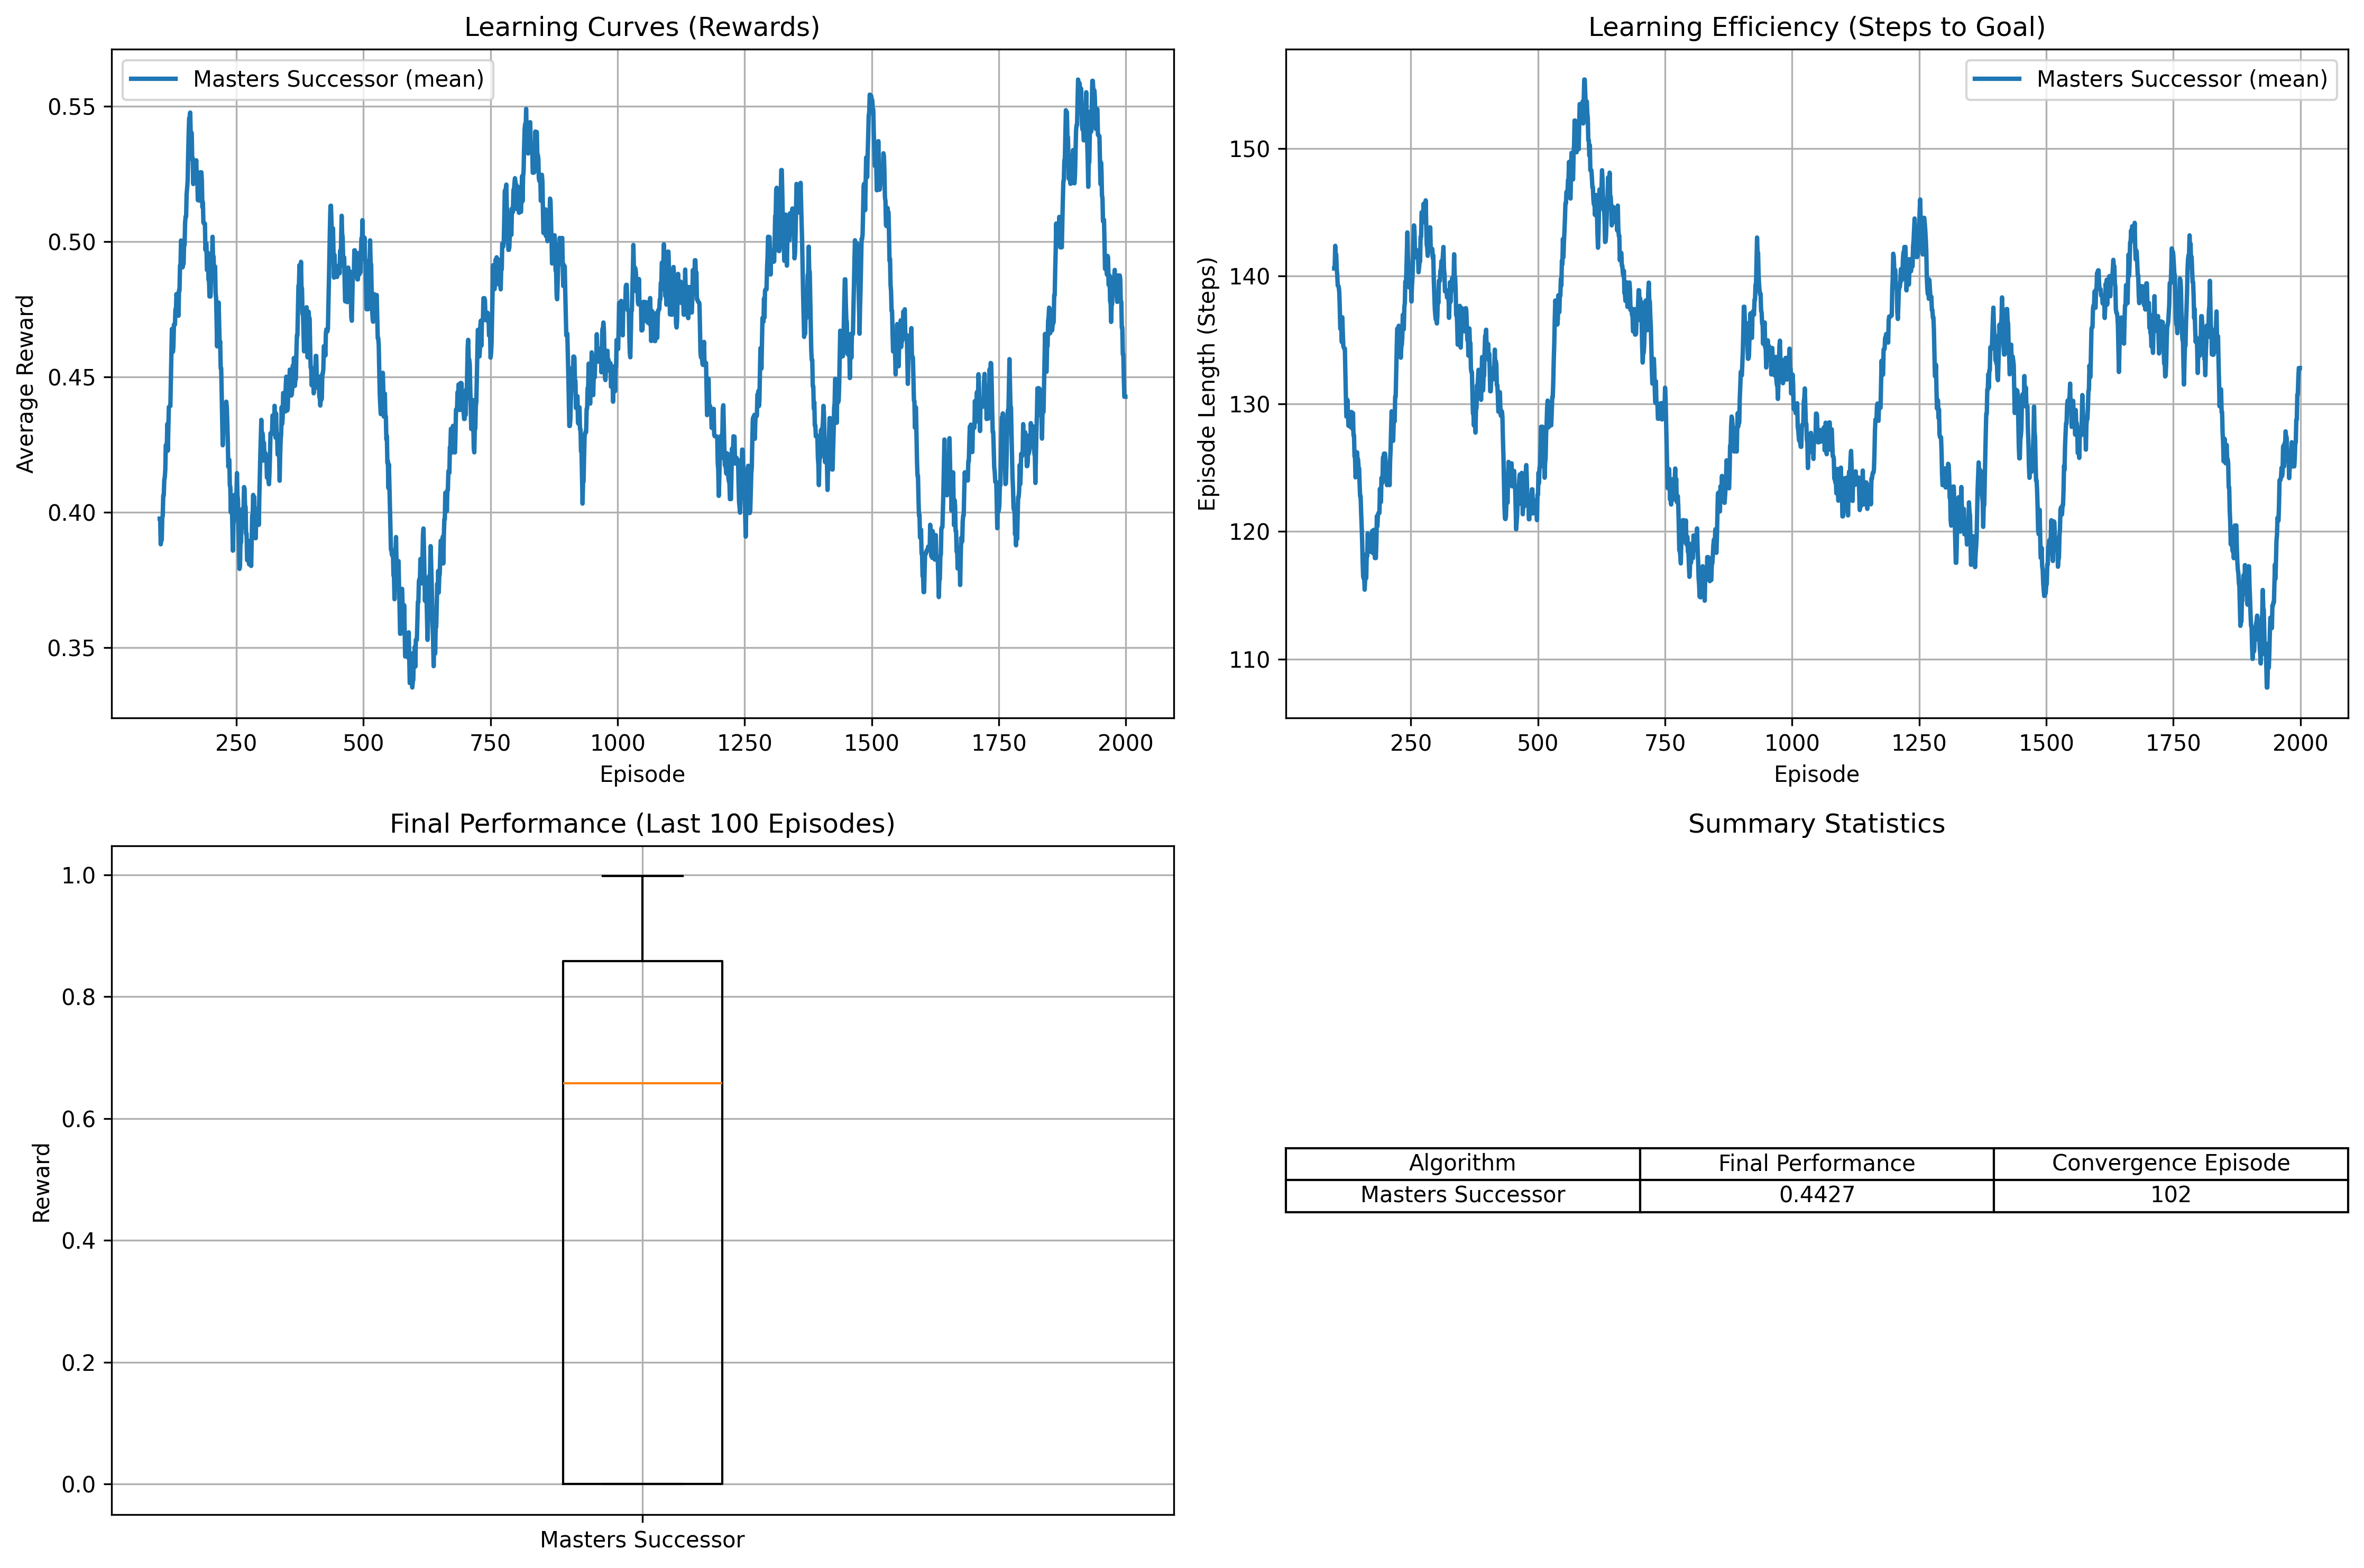 Learning Curves (Rewards)
Masters Successor (mean)
Average Reward
0.55
0.50
0.45
0.40
0.35
250 500 750 1000 1250 1500 1750 2000
Episode
Learning Efficiency (Steps to Goal)
Masters Successor (mean)
Episode Length (Steps)
150
140
130
120
110
250 500 750 1000 1250 1500 1750 2000
Episode
Final Performance (Last 100 Episodes)
Reward
1.0
0.8
0.6
0.4
0.2
0.0
Masters Successor
Summary Statistics
Algorithm Final Performance Convergence Episode
Masters Successor 0.4427 102